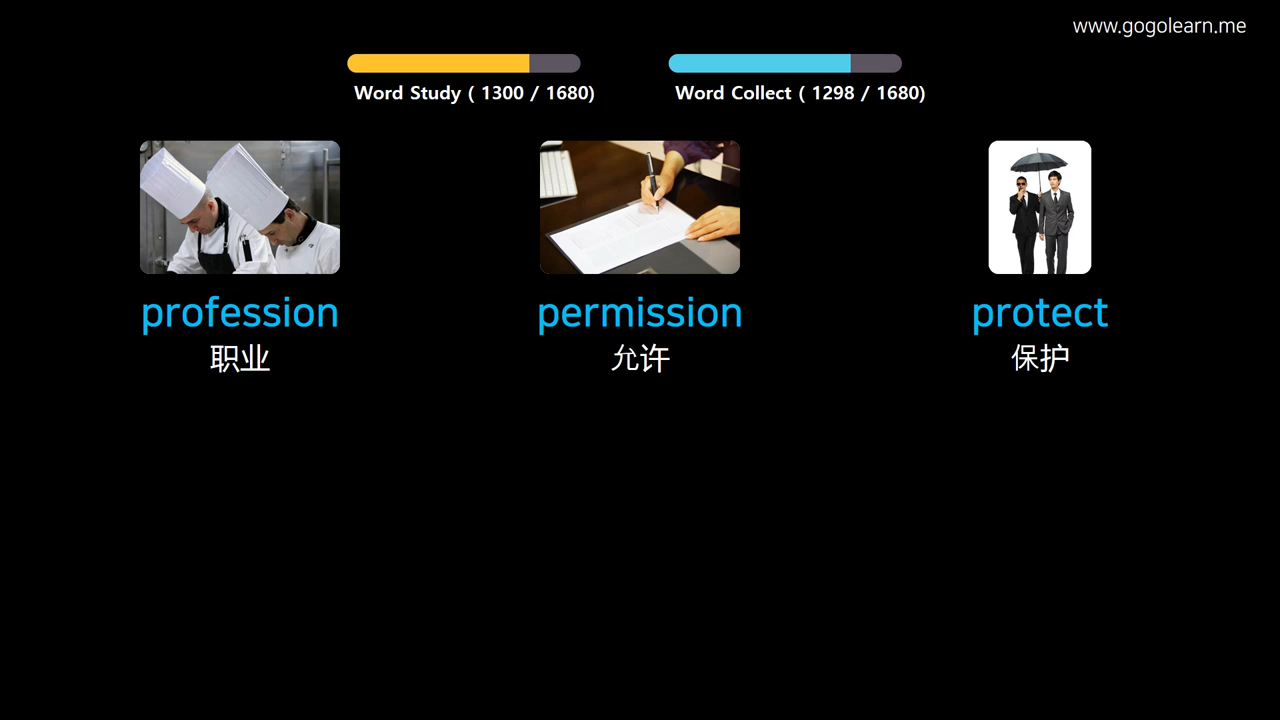 www.gogolearn.me
Word Study ( 1300 / 1680)
Word Collect ( 1298 / 1680)
profession
职业
permission
允许
protect
保护